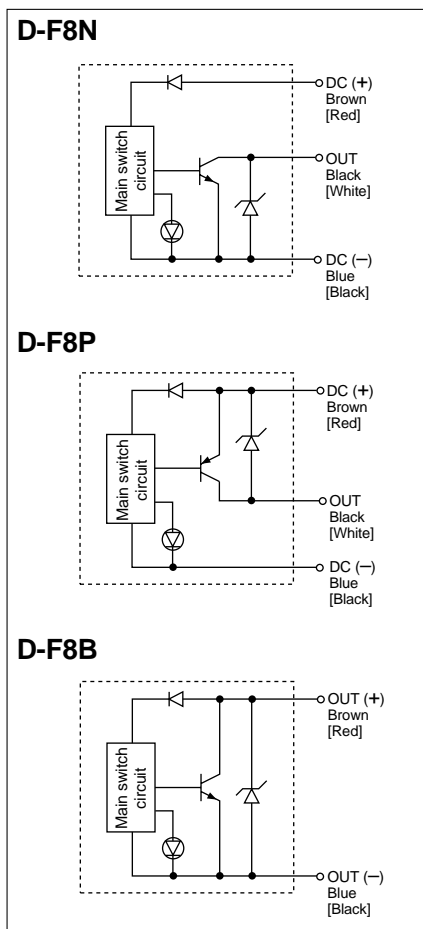 D-F8N
DC (+)
Brown
[Red]
Main switch
circuit
OUT
Black
[White]
DC (−)
Blue
[Black]
D-F8P
DC (+)
Brown
[Red]
Main switch
circuit
OUT
Black
[White]
DC (−)
Blue
[Black]
D-F8B
OUT (+)
Brown
[Red]
Main switch
circuit
OUT (−)
Blue
[Black]